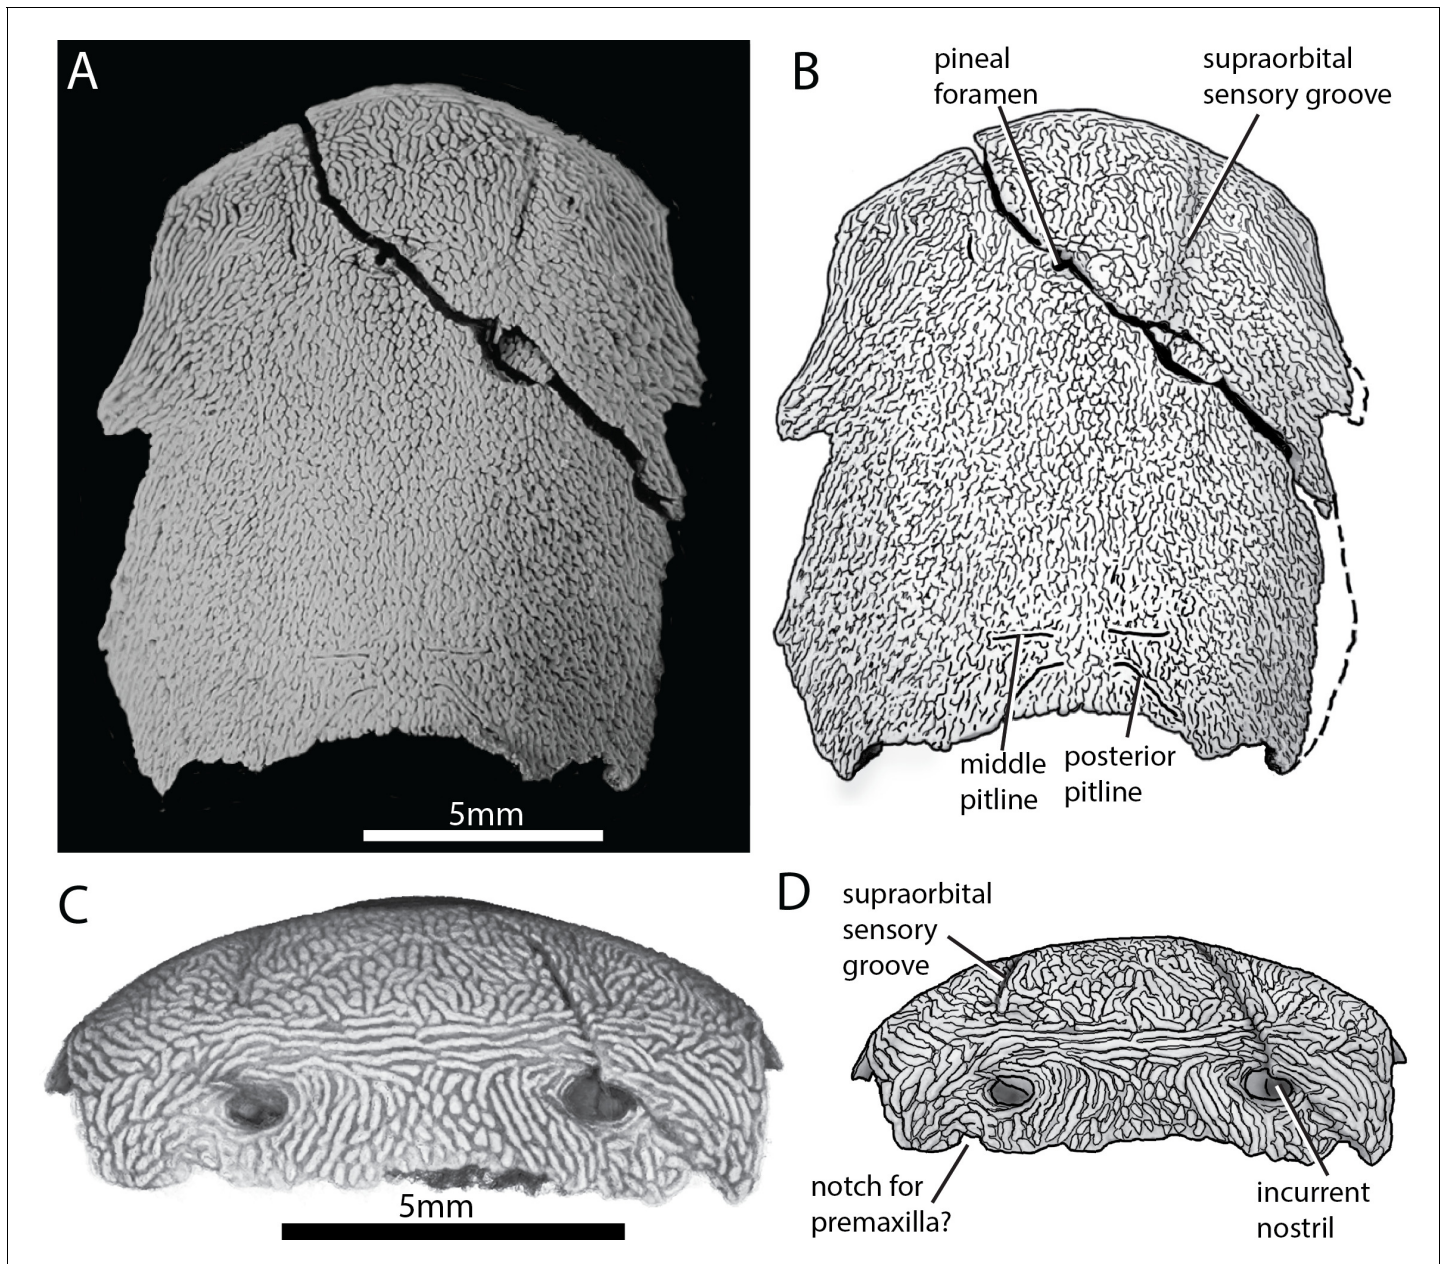 A
B
pineal
foramen
supraorbital
sensory groove
middle
pitline
posterior
pitline
5mm
C
D
supraorbital
sensory
groove
5mm
notch for
premaxilla?
incurrent
nostril